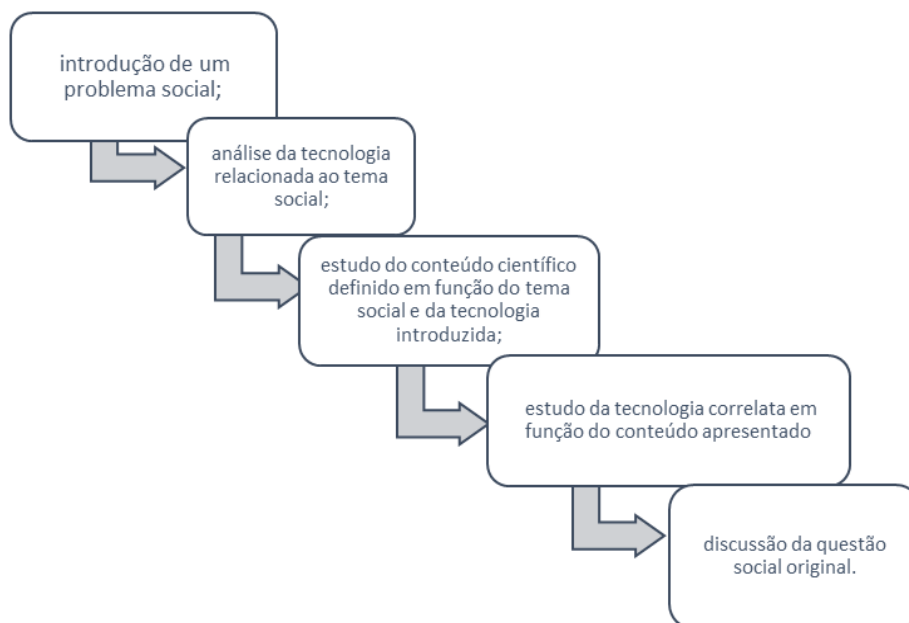 introdução de um
problema social;
análise da tecnologia
relacionada ao tema
social;
estudo do conteúdo científico
definido em função do tema
social e da tecnologia
introduzida;
estudo da tecnologia correlata em
função do conteúdo apresentado
discussão da questão
social original.